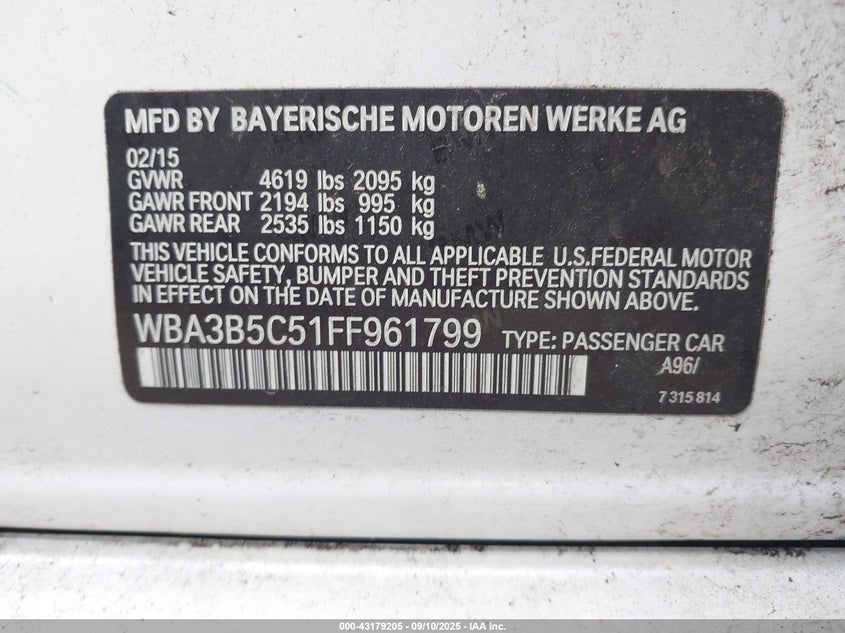 MFD BY BAYERISCHE MOTOREN WERKE AG
02/15
GVWR 4619 lbs 2095 kg
GAWR FRONT 2194 lbs 995 kg
GAWR REAR 2535 lbs 1150 kg
THIS VEHICLE CONFORMS TO ALL APPLICABLE U.S.FEDERAL MOTOR
VEHICLE SAFETY, BUMPER AND THEFT PREVENTION STANDARDS
IN EFFECT ON THE DATE OF MANUFACTURE SHOWN ABOVE.
WBA3B5C51FF961799 TYPE: PASSENGER CAR
A96/
7 315 814
000-43179205 - 09/10/2025 - IAA Inc.